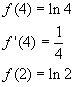 f(4) = ln 4
f'(4) = 1/4
f(2) = ln 2